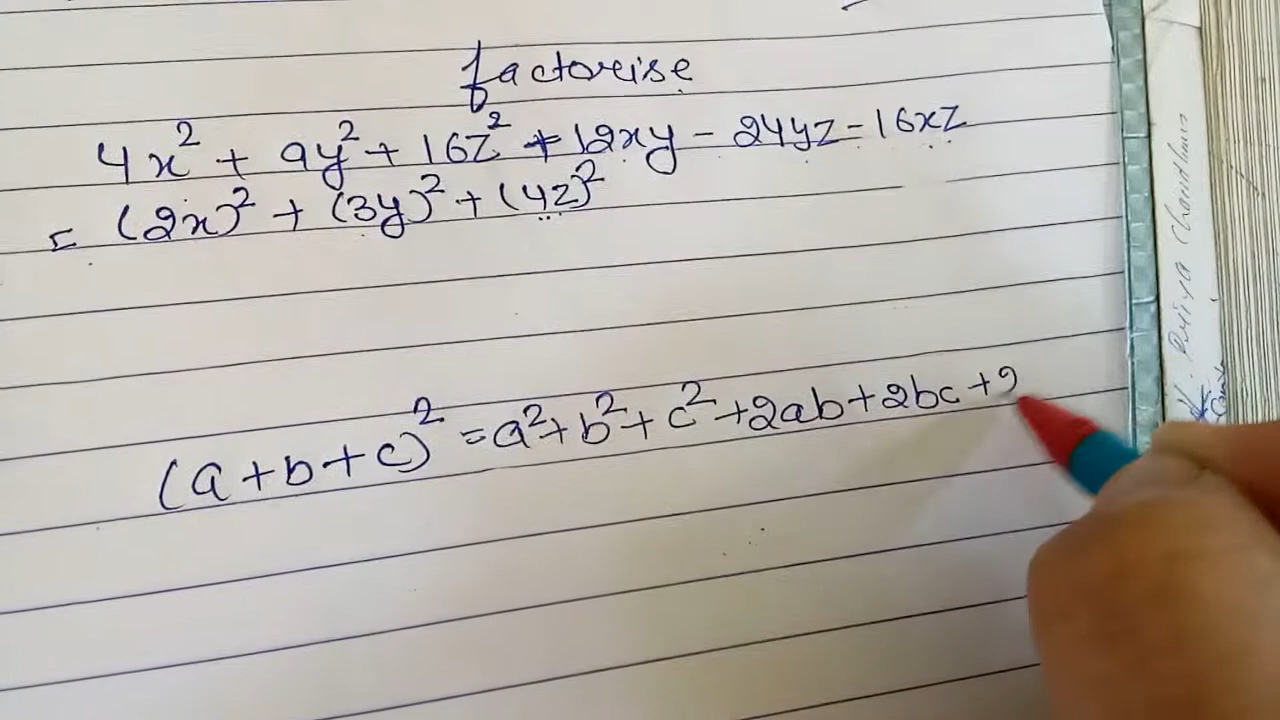 factorise
4x² + 9y² + 16z² + 12xy - 24yz - 16xz
= (2x)² + (3y)² + (4z)²
(a+b+c)² = a² + b² + c² + 2ab + 2bc + 2